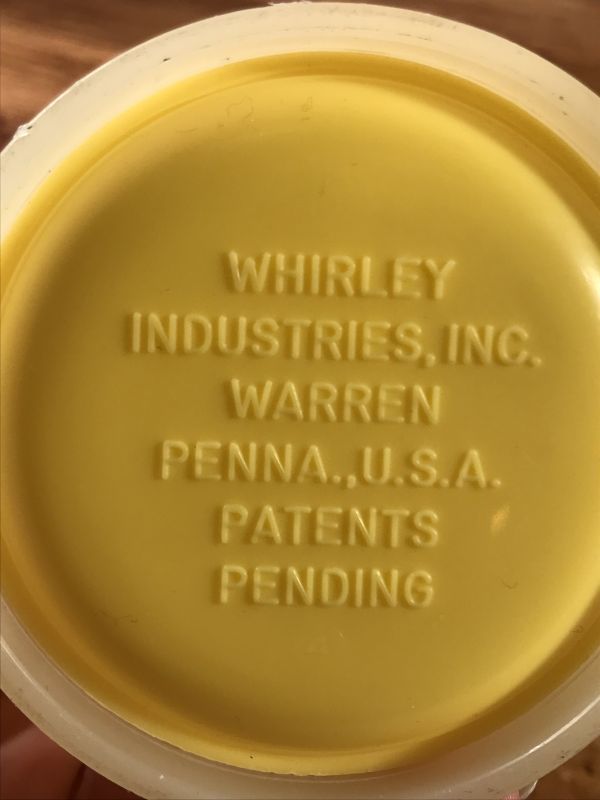 WHIRLEY
INDUSTRIES, INC.
WARREN
PENNA., U.S.A.
PATENTS
PENDING